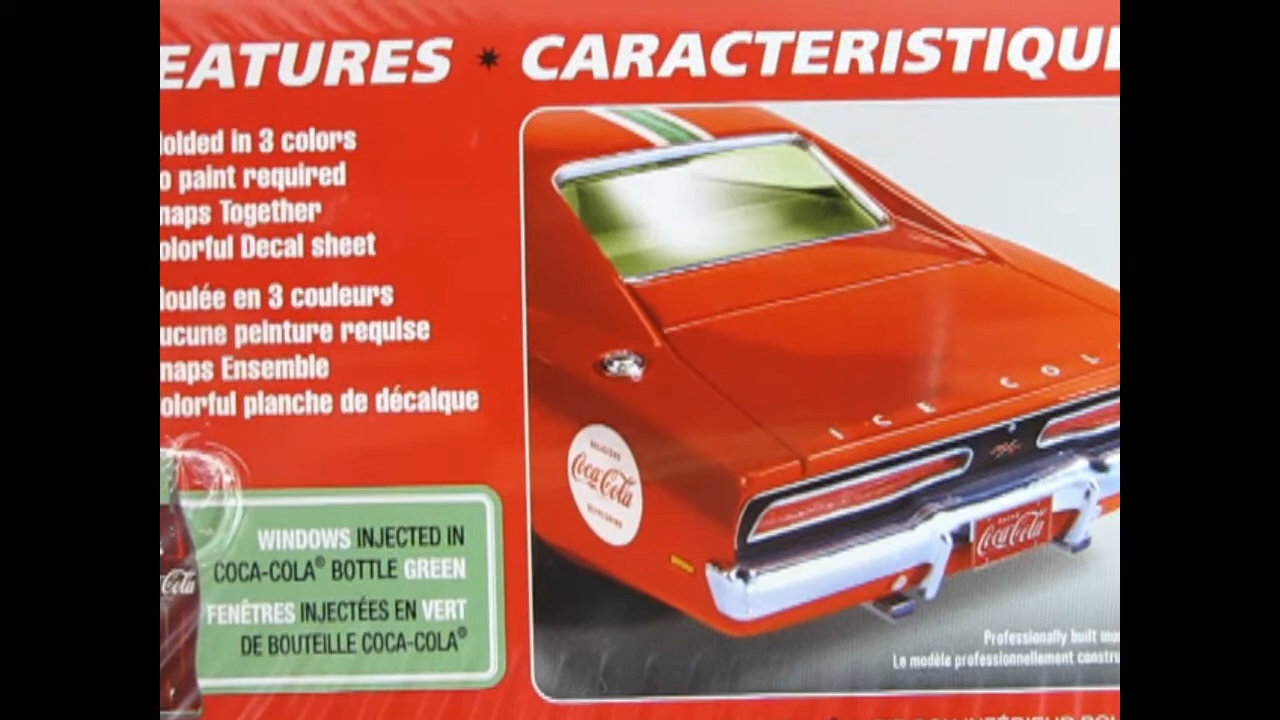 EATURES * CARACTERISTIQU
olded in 3 colors
o paint required
naps Together
olorful Decal sheet
oulée en 3 couleurs
ucune peinture requise
naps Ensemble
olorful planche de décalque
WINDOWS INJECTED IN
COCA-COLA® BOTTLE GREEN
FENÊTRES INJECTÉES EN VERT
DE BOUTEILLE COCA-COLA®
Cola
I C E C O L
Coca-Cola
Coca-Cola
Professionally built
Le modèle professionnellement constru